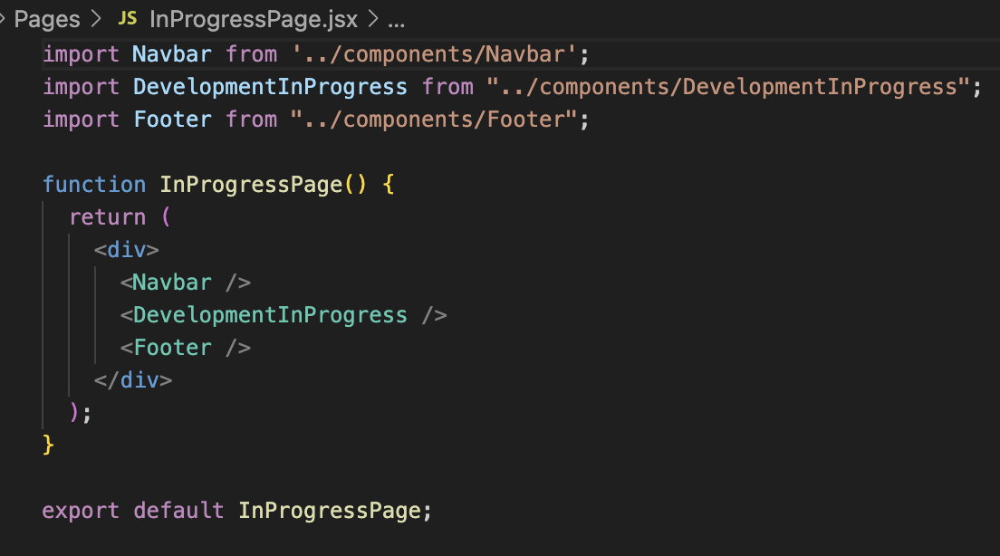 > Pages > JS InProgressPage.jsx > ...
import Navbar from '../components/Navbar';
import DevelopmentInProgress from "../components/DevelopmentInProgress";
import Footer from "../components/Footer";

function InProgressPage() {
  return (
    <div>
      <Navbar />
      <DevelopmentInProgress />
      <Footer />
    </div>
  );
}

export default InProgressPage;